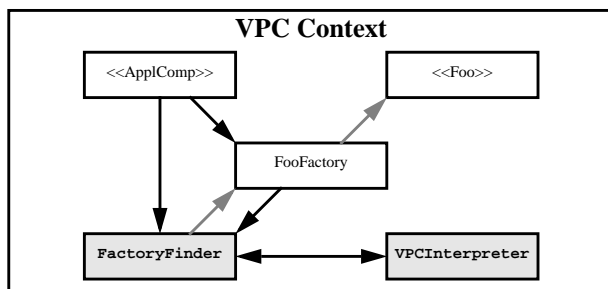 VPC Context
<<ApplComp>>
<<Foo>>
FooFactory
FactoryFinder
VPCInterpreter